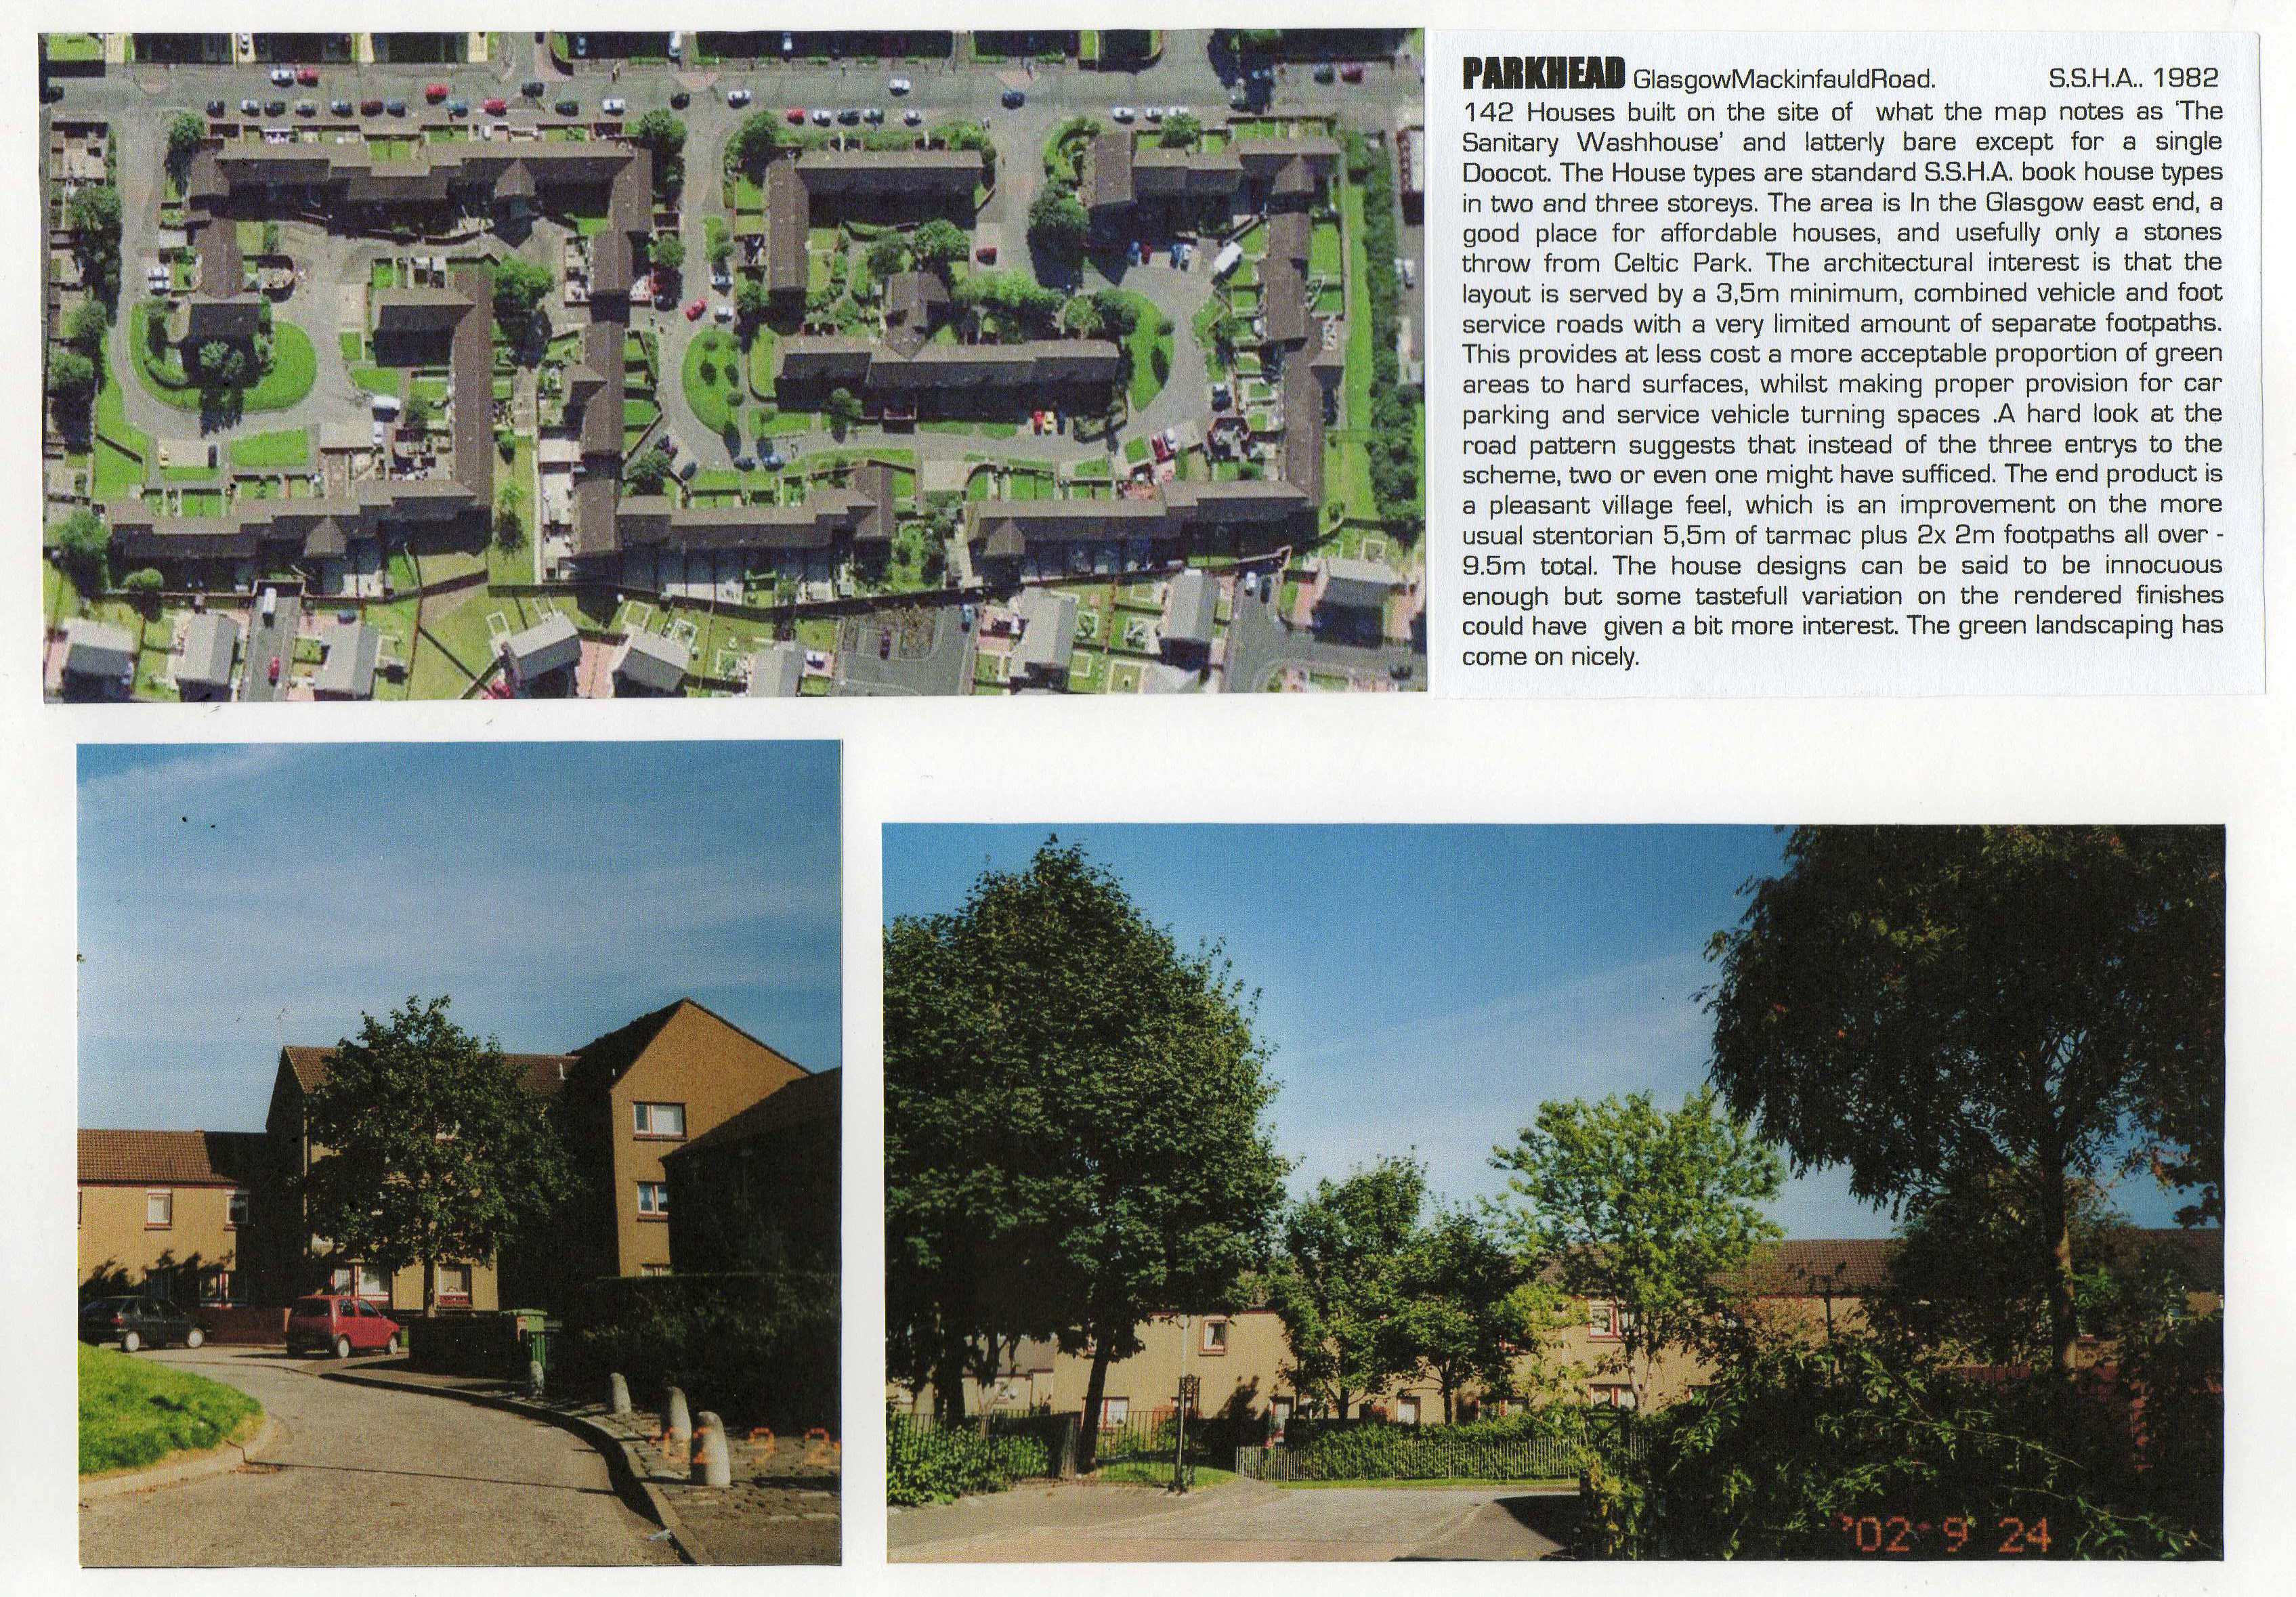 PARKHEAD GlasgowMackinfauldRoad. S.S.H.A.. 1982
142 Houses built on the site of what the map notes as 'The
Sanitary Washhouse' and latterly bare except for a single
Doocot. The House types are standard S.S.H.A. book house types
in two and three storeys. The area is In the Glasgow east end, a
good place for affordable houses, and usefully only a stones
throw from Celtic Park. The architectural interest is that the
layout is served by a 3,5m minimum, combined vehicle and foot
service roads with a very limited amount of separate footpaths.
This provides at less cost a more acceptable proportion of green
areas to hard surfaces, whilst making proper provision for car
parking and service vehicle turning spaces .A hard look at the
road pattern suggests that instead of the three entrys to the
scheme, two or even one might have sufficed. The end product is
a pleasant village feel, which is an improvement on the more
usual stentorian 5,5m of tarmac plus 2x 2m footpaths all over -
9.5m total. The house designs can be said to be innocuous
enough but some tastefull variation on the rendered finishes
could have given a bit more interest. The green landscaping has
come on nicely.
'02 9 2
'02 9 24